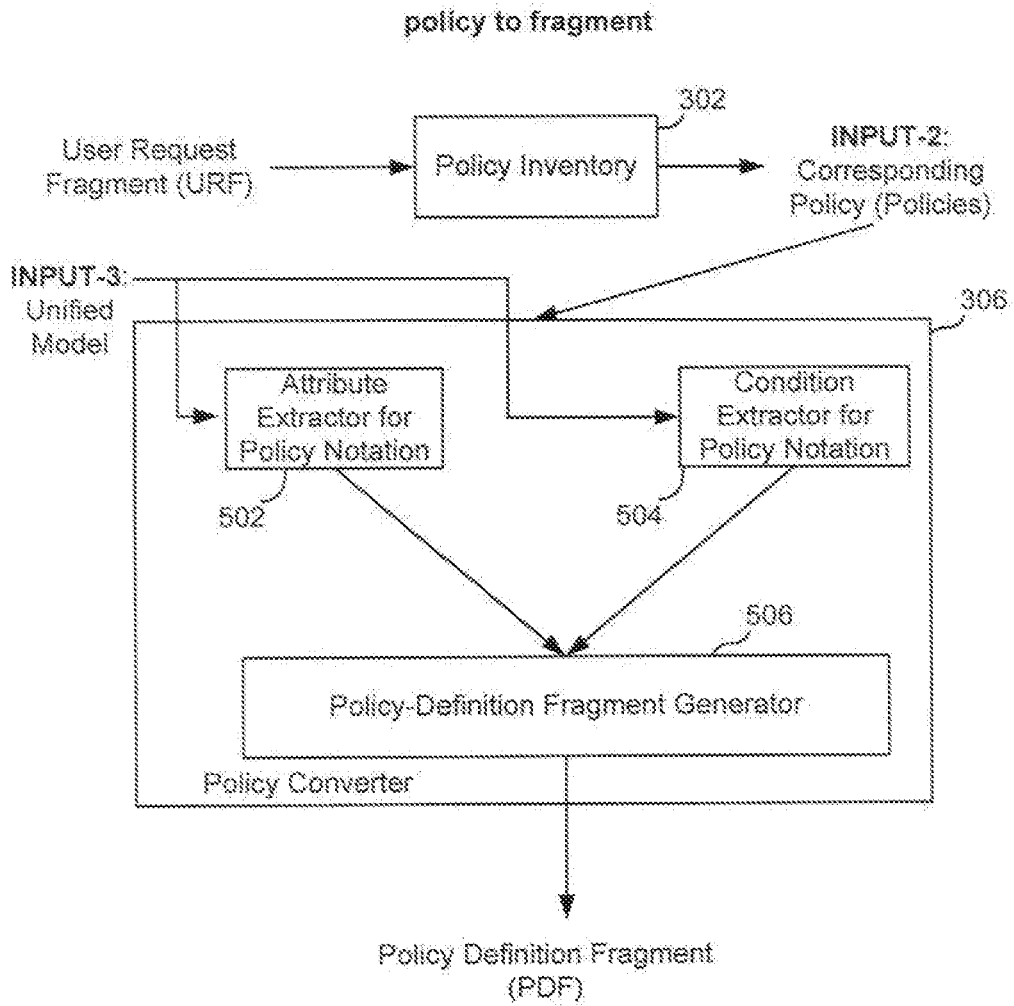 policy to fragment
302
User Request
Fragment (URF)
Policy Inventory
INPUT-2:
Corresponding
Policy (Policies)
INPUT-3:
Unified
Model
306
Attribute
Extractor for
Policy Notation
Condition
Extractor for
Policy Notation
502
504
506
Policy-Definition Fragment Generator
Policy Converter
Policy Definition Fragment
(PDF)